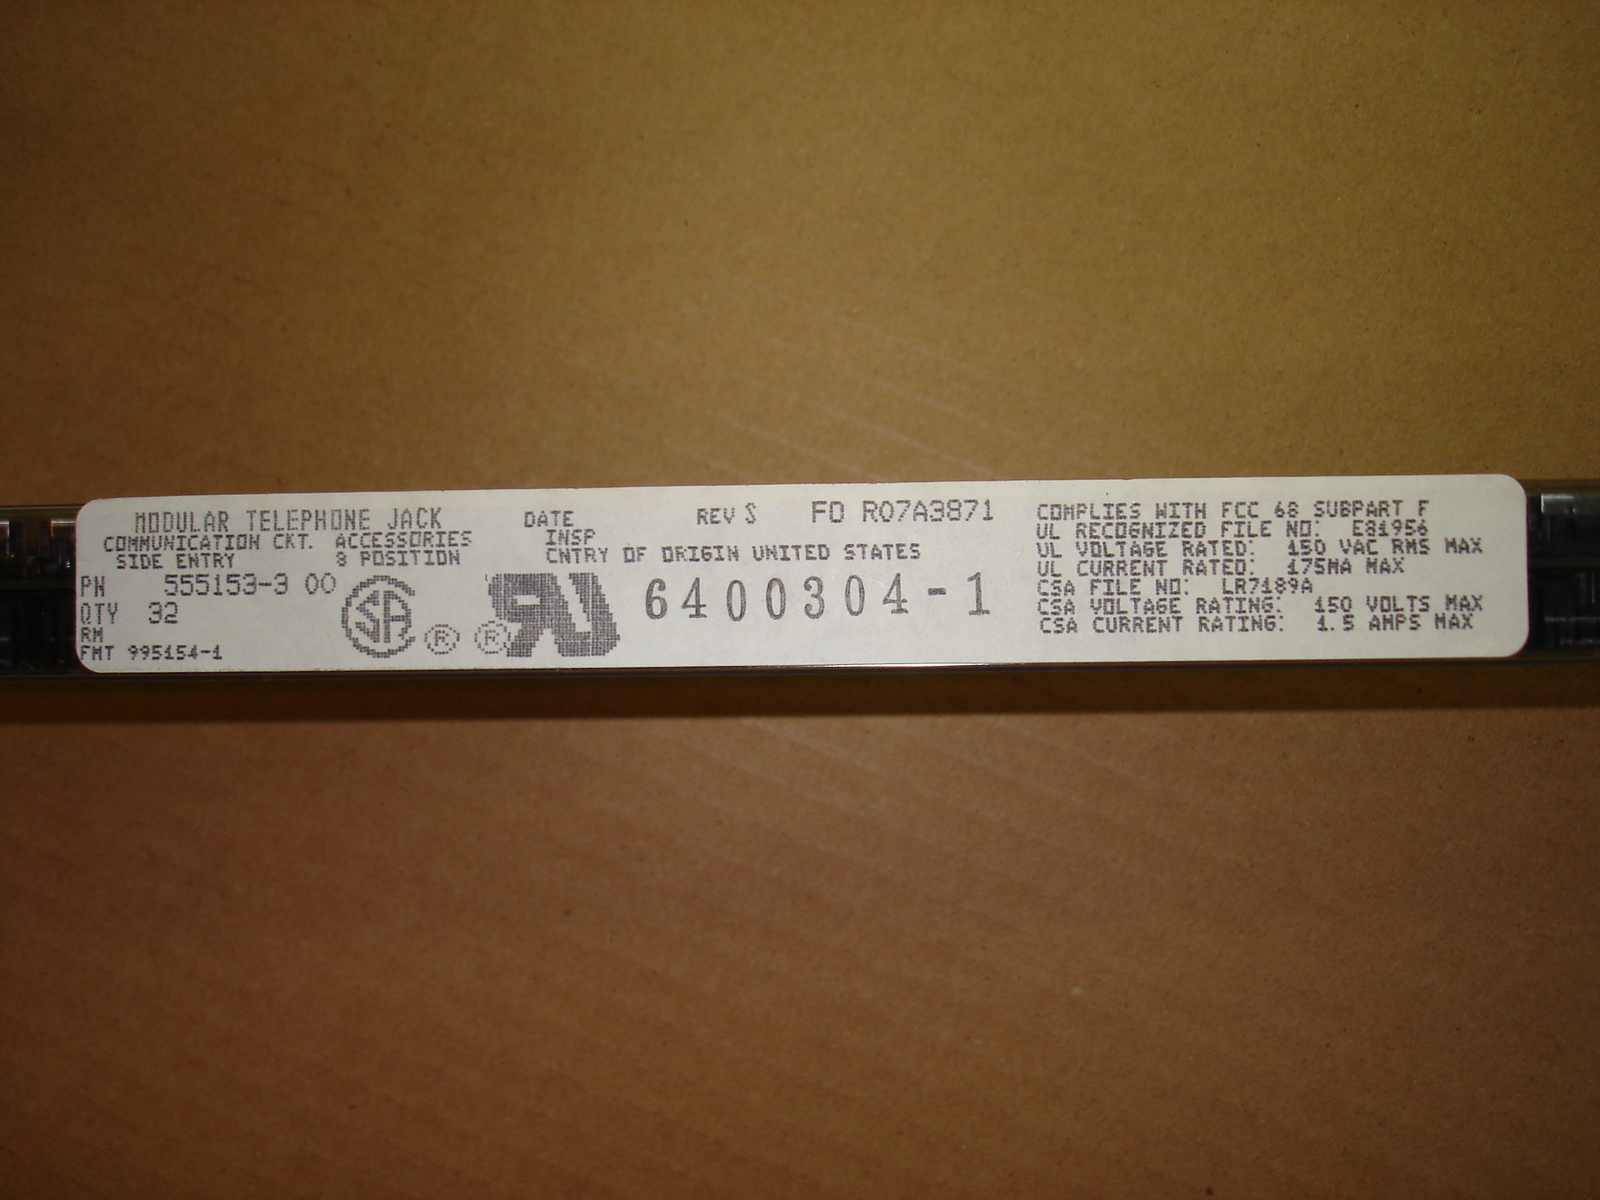 MODULAR TELEPHONE JACK
COMMUNICATION CKT. ACCESSORIES
SIDE ENTRY 8 POSITION
PN 555153-3 00
QTY 32
RM
FMT 995154-1
SA
®
®
RU
DATE REV S FO R07A3871
INSP
CNTRY OF ORIGIN UNITED STATES
6400304-1
COMPLIES WITH FCC 68 SUBPART F
UL RECOGNIZED FILE NO: E81956
UL VOLTAGE RATED: 150 VAC RMS MAX
UL CURRENT RATED: 175MA MAX
CSA FILE NO: LR7189A
CSA VOLTAGE RATING: 150 VOLTS MAX
CSA CURRENT RATING: 1.5 AMPS MAX